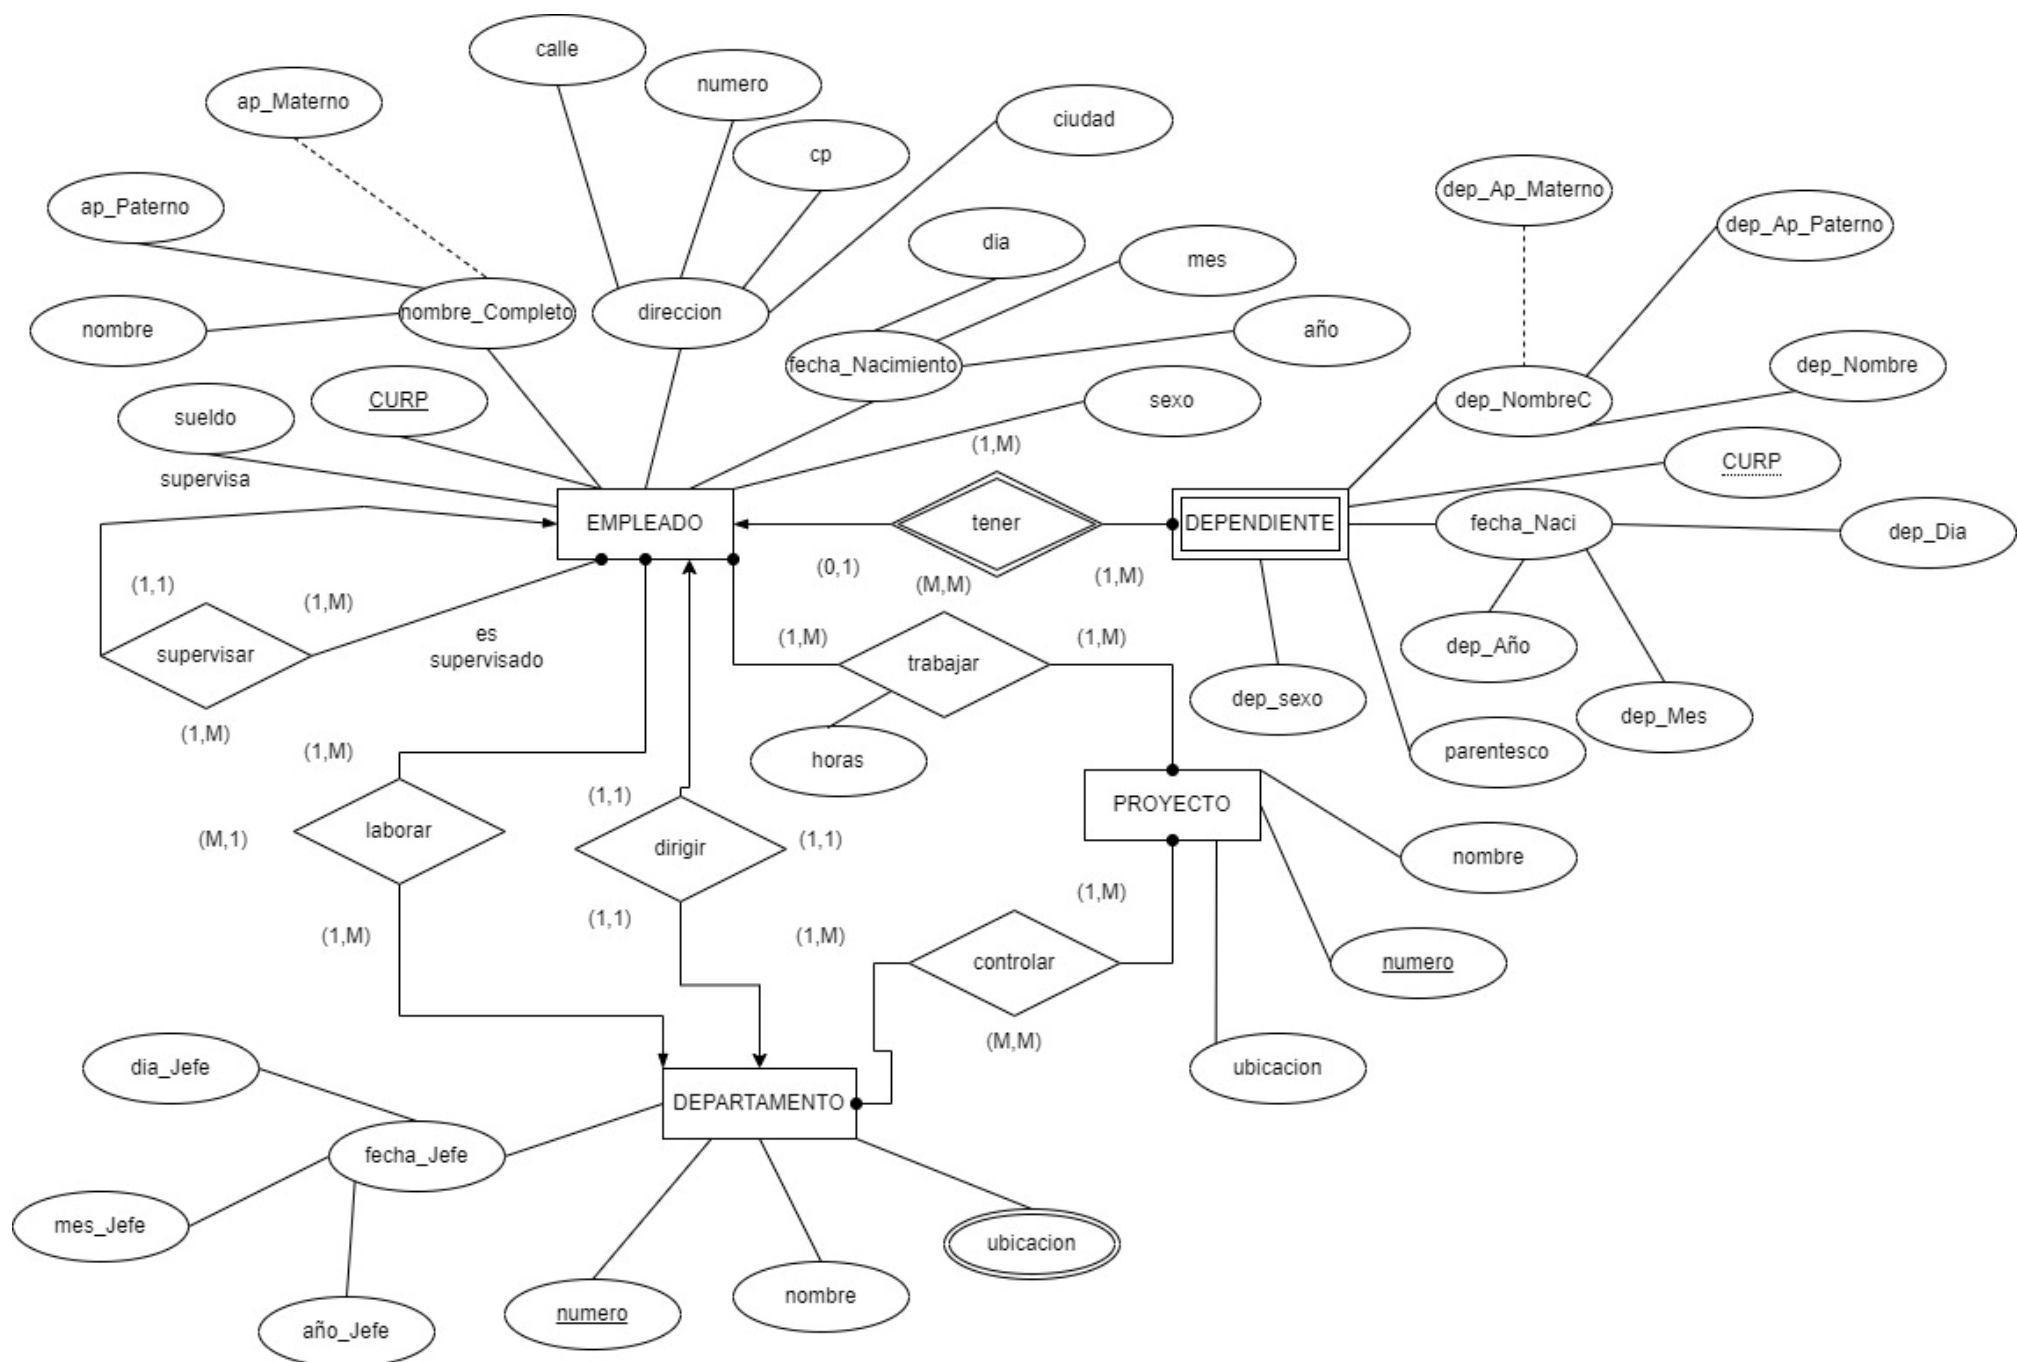 calle
numero
ap_Materno
ciudad
cp
dep_Ap_Materno
ap_Paterno
dep_Ap_Paterno
dia
mes
nombre_Completo
direccion
nombre
año
fecha_Nacimiento
dep_Nombre
CURP
sexo
dep_NombreC
sueldo
(1,M)
CURP
supervisa
EMPLEADO
tener
DEPENDIENTE
fecha_Naci
dep_Dia
(0,1)
(M,M)
(1,M)
(1,1)
(1,M)
es
supervisado
(1,M)
(1,M)
supervisar
trabajar
dep_Año
dep_sexo
dep_Mes
(1,M)
(1,M)
horas
parentesco
(1,1)
PROYECTO
laborar
(M,1)
dirigir
(1,1)
nombre
(1,M)
(1,1)
(1,M)
(1,M)
controlar
numero
(M,M)
dia_Jefe
ubicacion
DEPARTAMENTO
fecha_Jefe
mes_Jefe
ubicacion
nombre
numero
año_Jefe